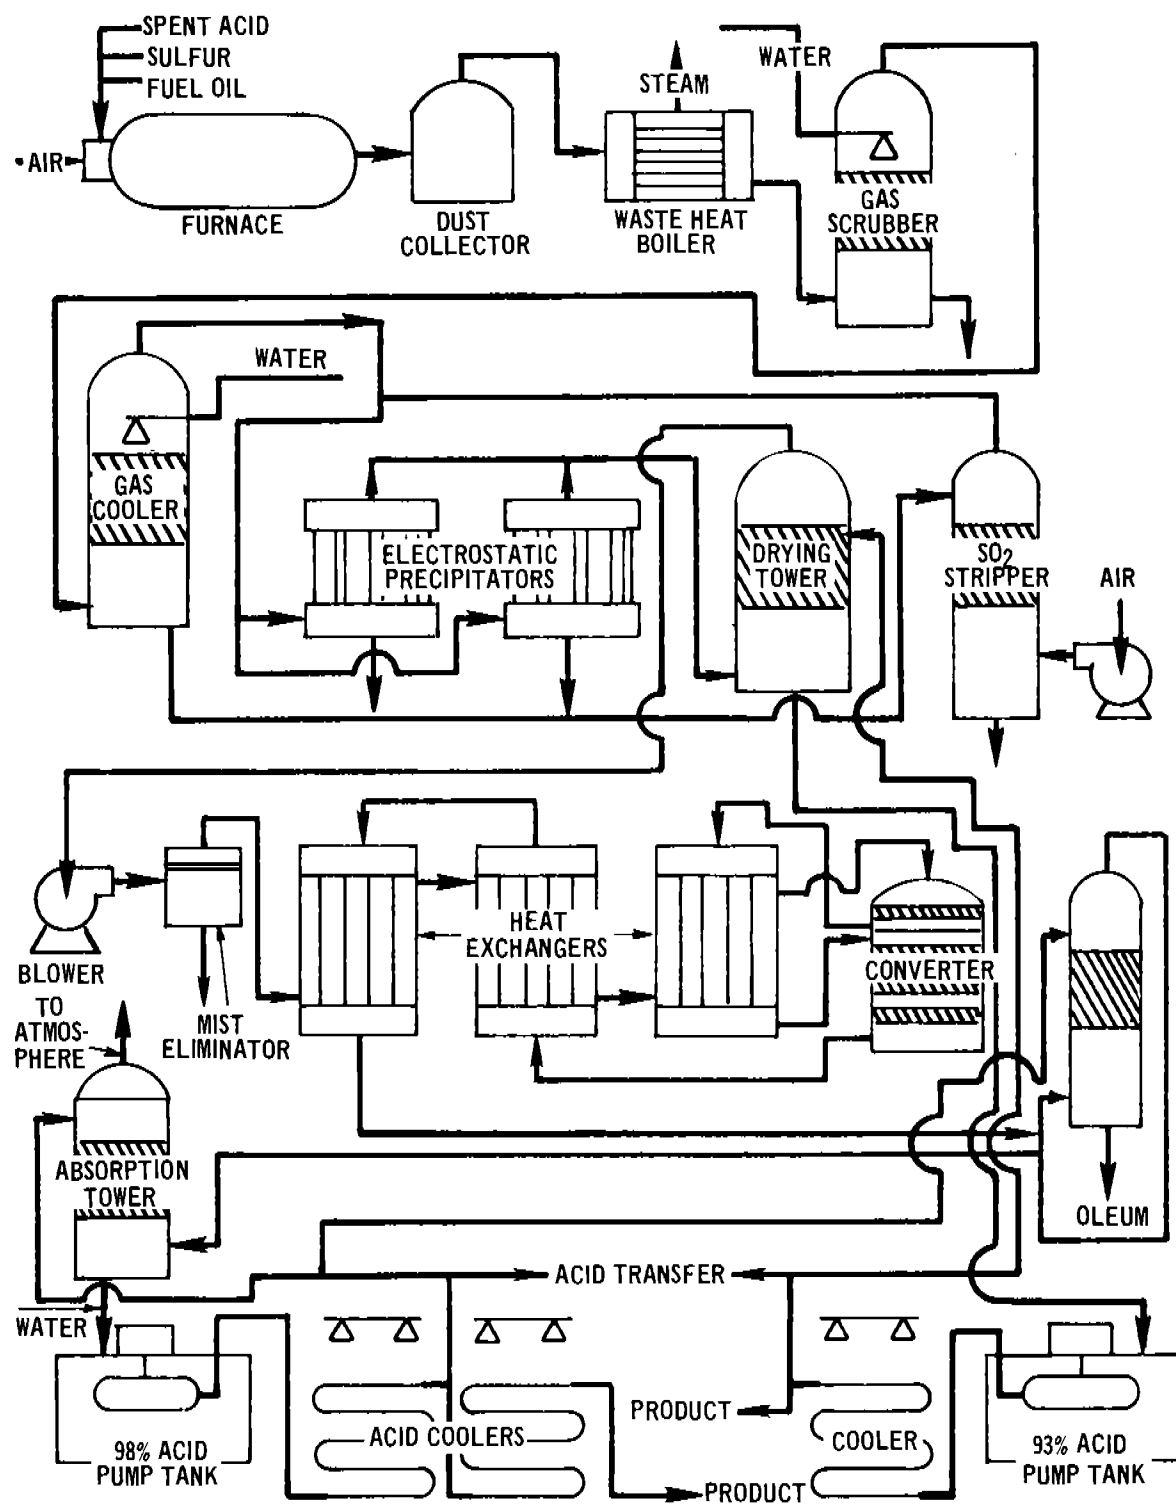 SPENT ACID
SULFUR
FUEL OIL
AIR
FURNACE
DUST
COLLECTOR
STEAM
WASTE HEAT
BOILER
WATER
GAS
SCRUBBER
WATER
GAS
COOLER
ELECTROSTATIC
PRECIPITATORS
DRYING
TOWER
SO2
STRIPPER
AIR
BLOWER
MIST
ELIMINATOR
HEAT
EXCHANGERS
CONVERTER
TO
ATMOS-
PHERE
ABSORPTION
TOWER
OLEUM
ACID TRANSFER
WATER
98% ACID
PUMP TANK
ACID COOLERS
PRODUCT
COOLER
PRODUCT
93% ACID
PUMP TANK